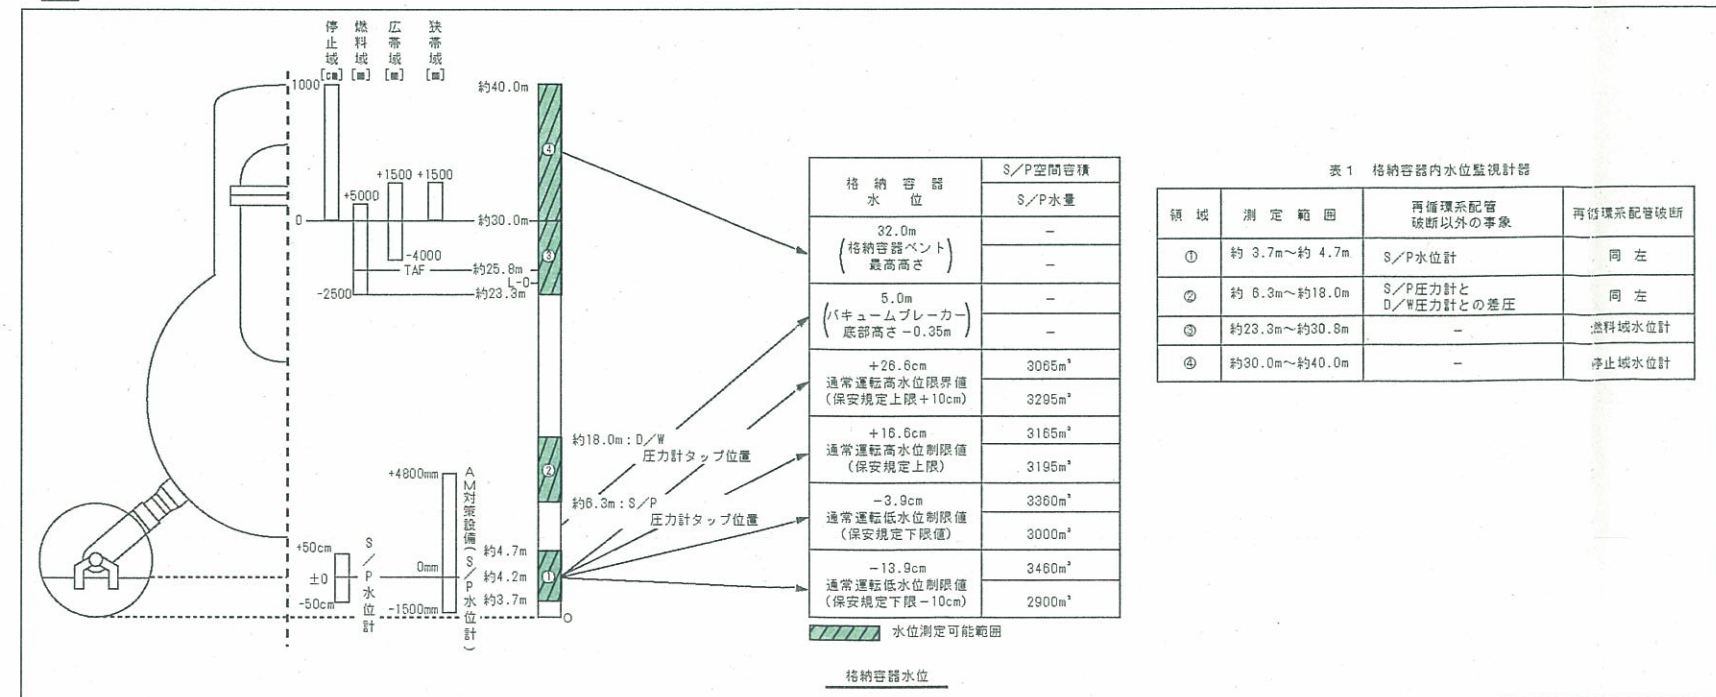 停止域[cm]
燃料域[㎜]
広帯域[㎜]
狭帯域[㎜]
1000
0
+5000
-2500
+1500
-4000
+1500
TAF
L-0
約40.0m
約30.0m
約25.8m
約23.3m
④
③
②
①
約18.0m:D/W
圧力計タップ位置
約6.3m:S/P
圧力計タップ位置
約4.7m
約4.2m
約3.7m
O
+50cm
±0
-50cm
S/P水位計
+4800mm
0mm
-1500mm
AM対策設備(S/P水位計)
格納容器
水位
S/P空間容積
S/P水量
32.0m
(格納容器ベント
最高高さ)
－
－
5.0m
(バキュームブレーカー
底部高さ-0.35m)
－
－
+26.6cm
通常運転高水位限界値
(保安規定上限+10cm)
3065m³
3295m³
+16.6cm
通常運転高水位制限値
(保安規定上限)
3165m³
3195m³
-3.9cm
通常運転低水位制限値
(保安規定下限値)
3360m³
3000m³
-13.9cm
通常運転低水位制限値
(保安規定下限-10cm)
3460m³
2900m³
水位測定可能範囲
格納容器水位
表1 格納容器内水位監視計器
領域 測定範囲 再循環系配管破断以外の事象 再循環系配管破断
① 約 3.7m～約 4.7m S/P水位計 同左
② 約 6.3m～約18.0m S/P圧力計とD/W圧力計との差圧 同左
③ 約23.3m～約30.8m － 燃料域水位計
④ 約30.0m～約40.0m － 停止域水位計